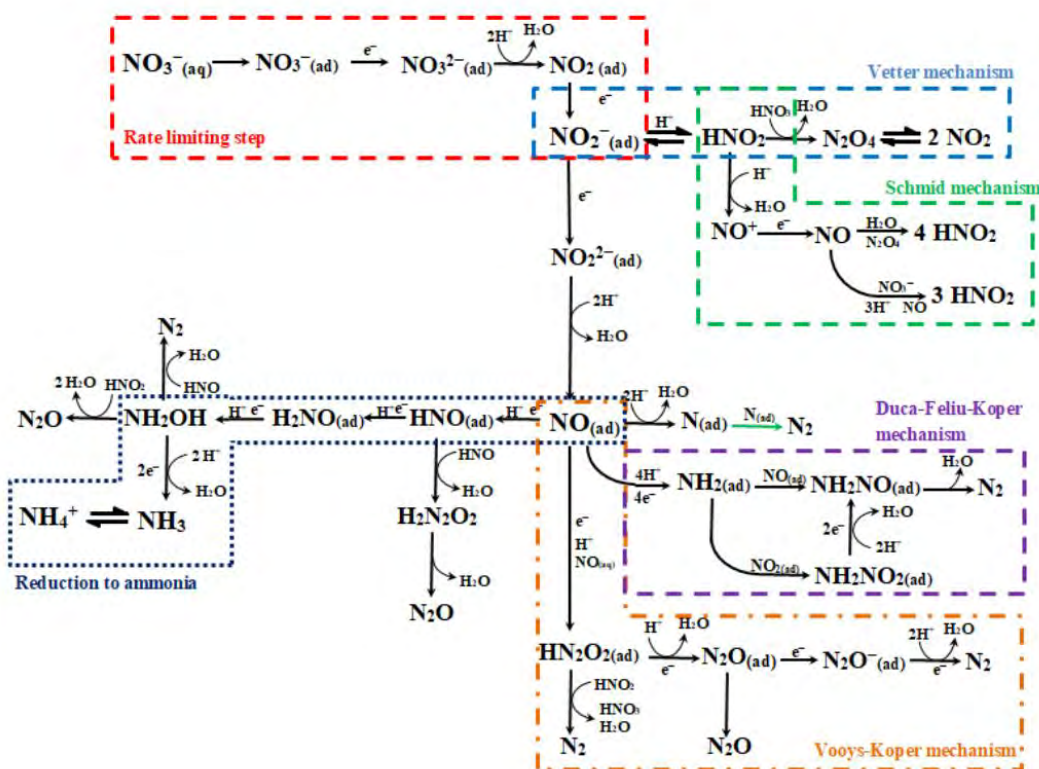 2H⁻ H₂O
NO₃⁻(aq) NO₃⁻(ad) e⁻ NO₃²⁻(ad) NO₂ (ad)
Vetter mechanism
e⁻
Rate limiting step
NO₂⁻(ad) H⁻ HNO₂ HNO₃ H₂O N₂O₄ 2 NO₂
H⁻
H₂O
Schmid mechanism
e⁻
NO⁺ e⁻ NO H₂O N₂O₄ 4 HNO₂
NO₂²⁻(ad)
NO₃⁻
3H⁻ NO 3 HNO₂
2H⁻
H₂O
N₂
H₂O
HNO
2 H₂O HNO₂
N₂O NH₂OH H⁻ e⁻ H₂NO(ad) H⁻e⁻ HNO(ad) H⁻ e⁻ NO(ad) 2H⁻ H₂O N(ad) N(ad) N₂
Duca-Feliu-Koper
mechanism
2e⁻ 2 H⁻
H₂O
HNO
H₂O
4H⁻
4e⁻ NH₂(ad) NO(ad) NH₂NO(ad) H₂O N₂
NH₄⁺ NH₃
H₂N₂O₂
e⁻
H⁻
NO(aq)
2e⁻ H₂O
2H⁻
NO₂(ad) NH₂NO₂(ad)
Reduction to ammonia
H₂O
N₂O
HN₂O₂(ad) H⁺ H₂O e⁻ N₂O(ad) e⁻ N₂O⁻(ad) 2H⁻ H₂O e⁻ N₂
HNO₂
HNO₃
H₂O
N₂ N₂O
Vooys-Koper mechanism